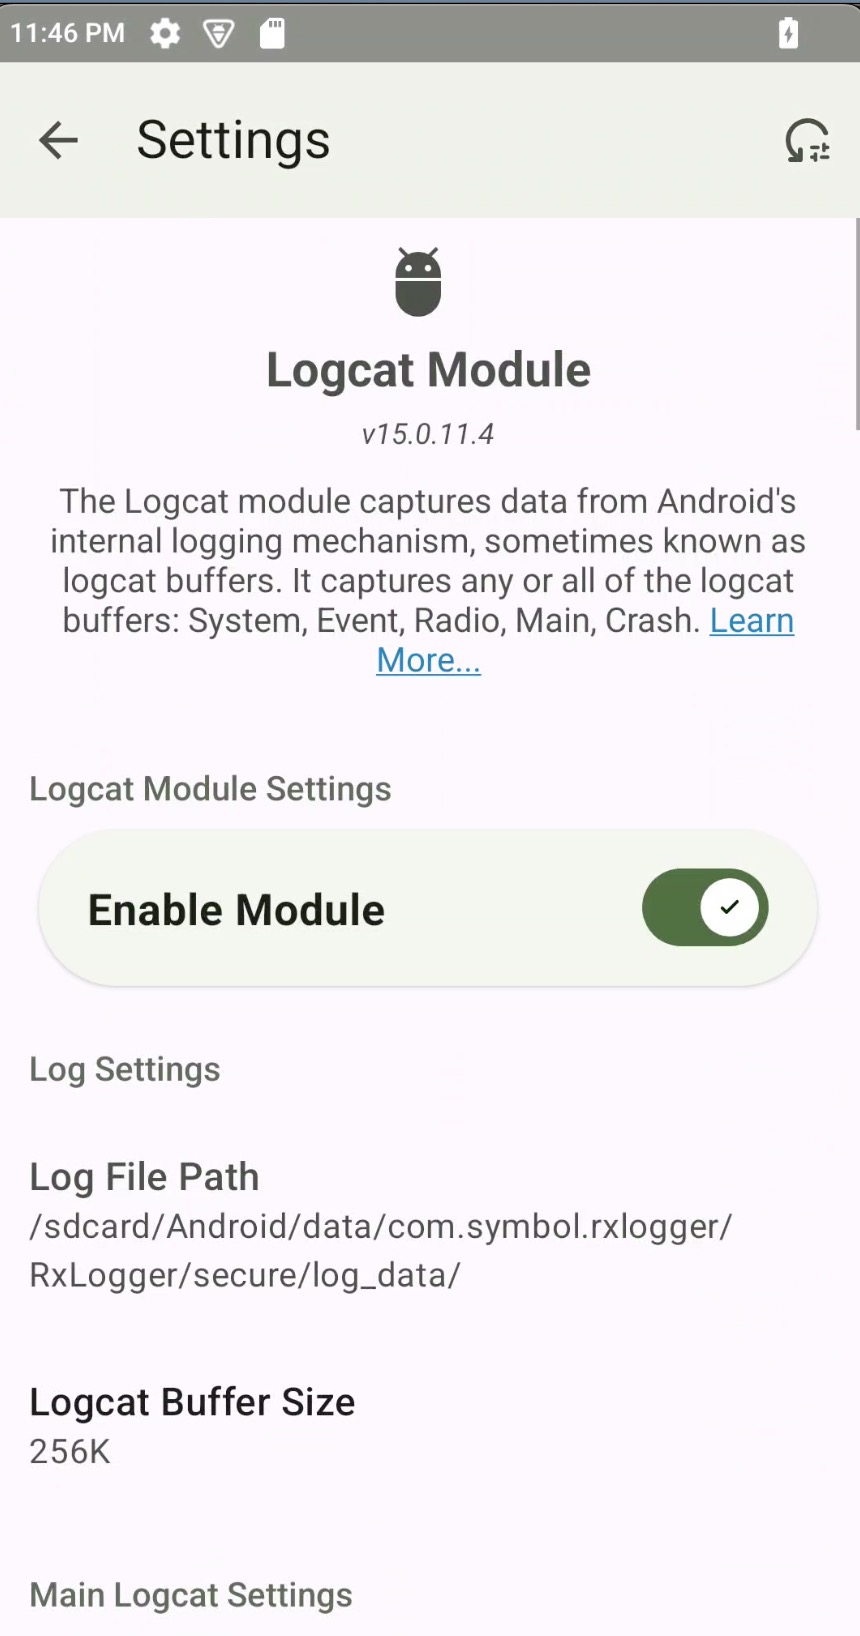 11:46 PM
Settings
Logcat Module
v15.0.11.4
The Logcat module captures data from Android's
internal logging mechanism, sometimes known as
logcat buffers. It captures any or all of the logcat
buffers: System, Event, Radio, Main, Crash. Learn
More...
Logcat Module Settings
Enable Module
Log Settings
Log File Path
/sdcard/Android/data/com.symbol.rxlogger/
RxLogger/secure/log_data/
Logcat Buffer Size
256K
Main Logcat Settings